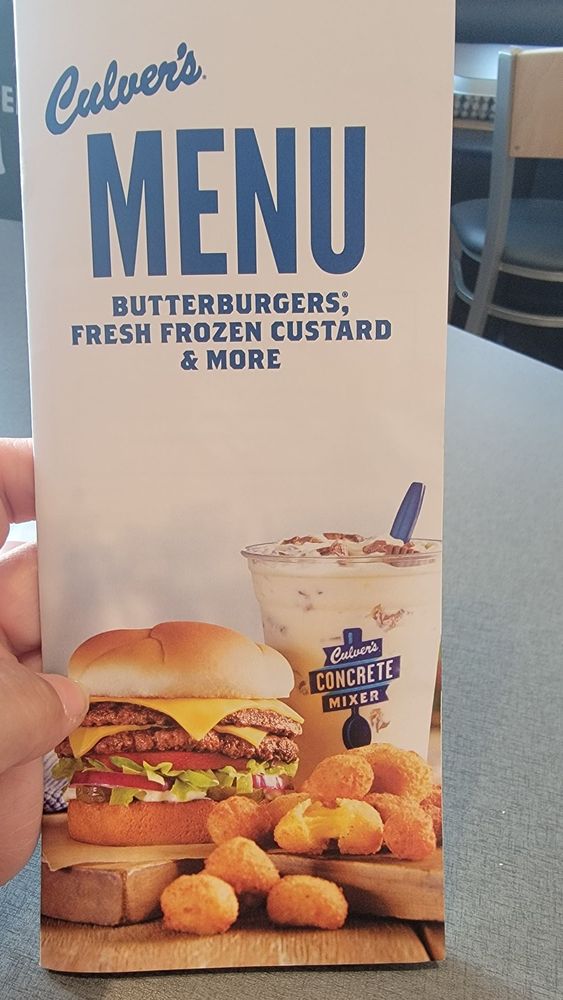 Culver's
MENU
BUTTERBURGERS®,
FRESH FROZEN CUSTARD
& MORE
Culver's
CONCRETE
MIXER